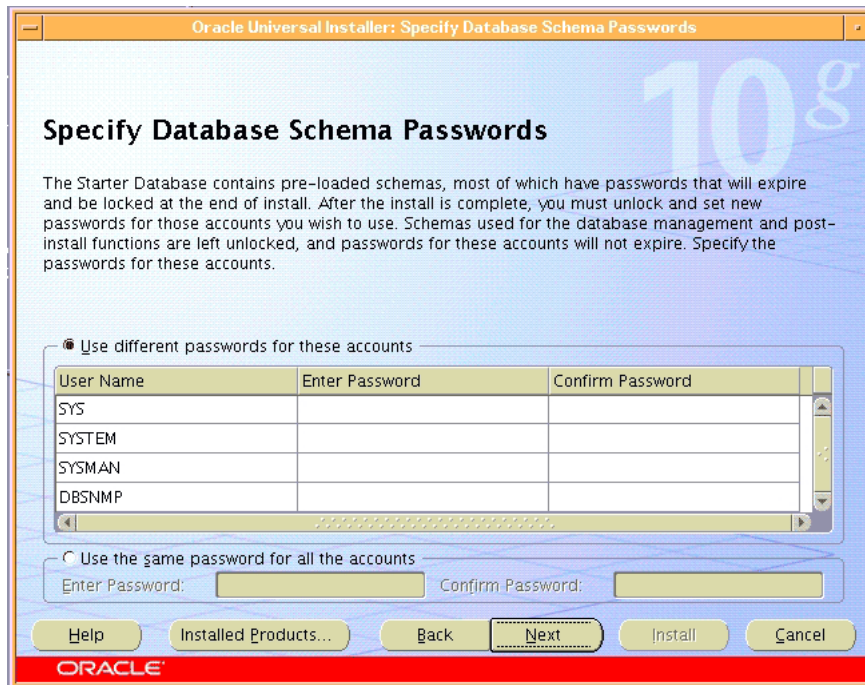 Oracle Universal Installer: Specify Database Schema Passwords
10g
Specify Database Schema Passwords
The Starter Database contains pre-loaded schemas, most of which have passwords that will expire
and be locked at the end of install. After the install is complete, you must unlock and set new
passwords for those accounts you wish to use. Schemas used for the database management and post-
install functions are left unlocked, and passwords for these accounts will not expire. Specify the
passwords for these accounts.
Use different passwords for these accounts
User Name Enter Password Confirm Password
SYS
SYSTEM
SYSMAN
DBSNMP
Use the same password for all the accounts
Enter Password: Confirm Password:
Help Installed Products... Back Next Install Cancel
ORACLE